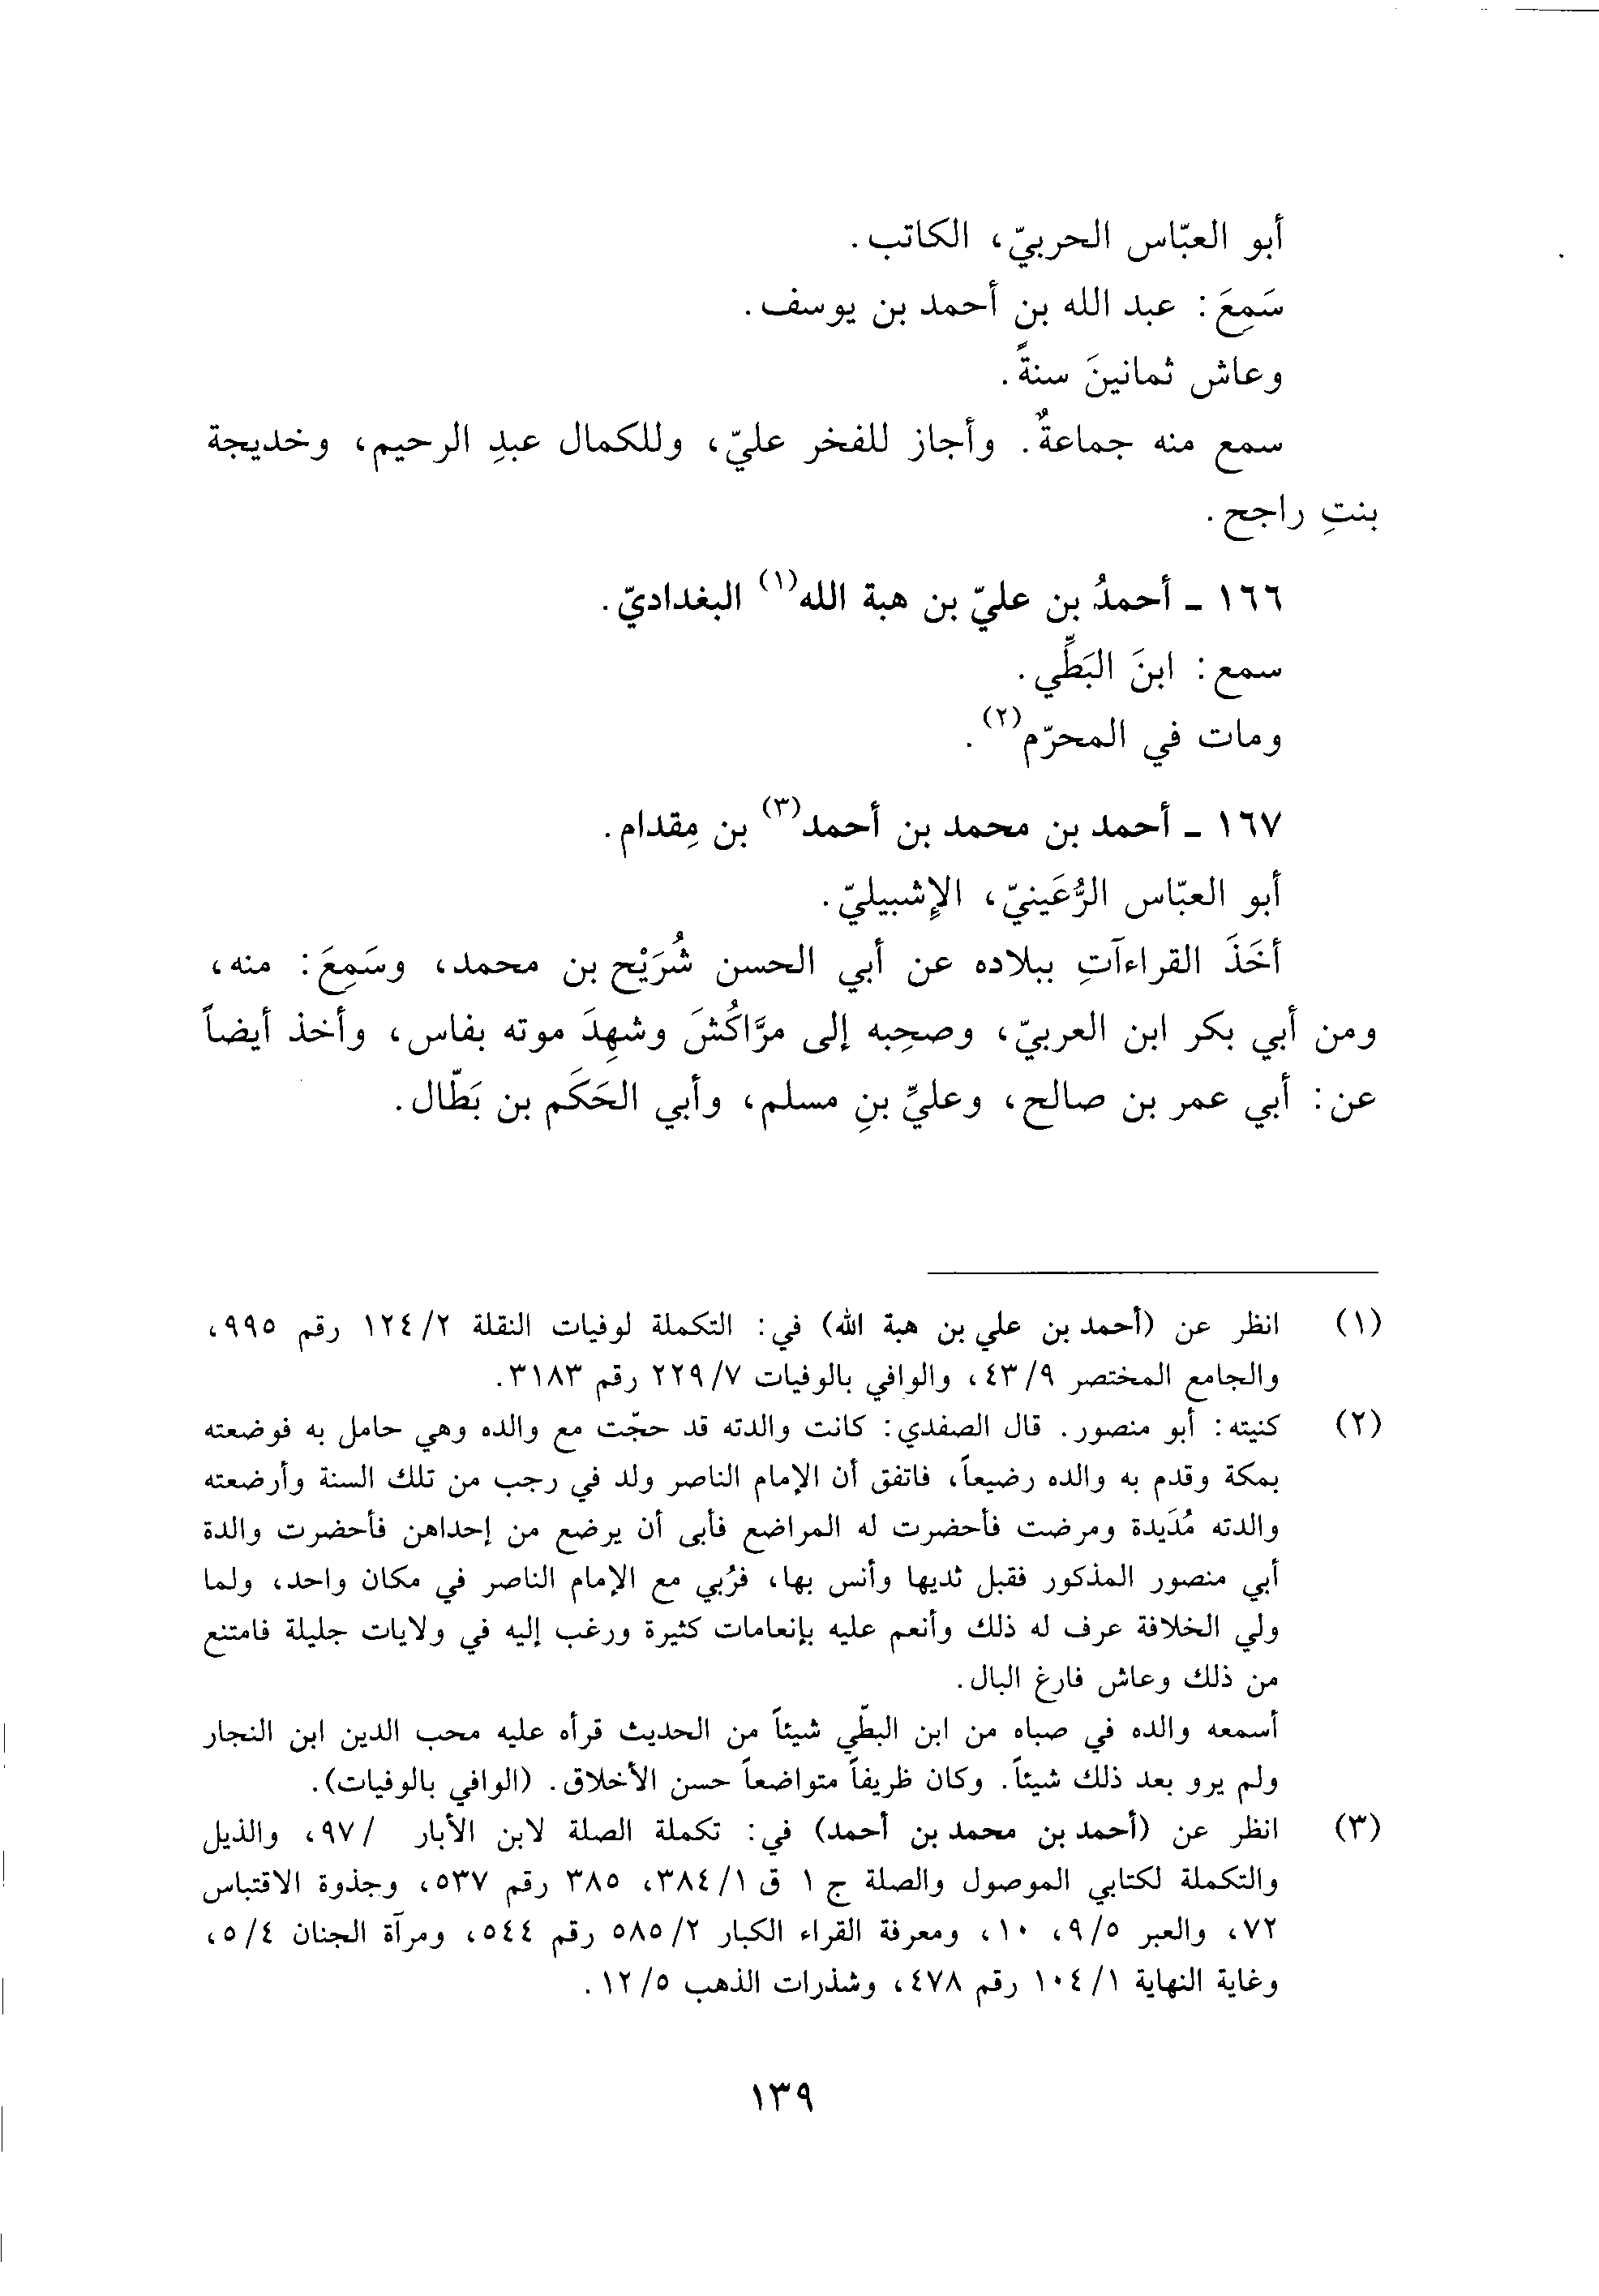 أبو العبّاس الحربيّ، الكاتب.
سَمِعَ: عبد الله بن أحمد بن يوسف.
وعاش ثمانينَ سنةً.
سمع منه جماعةٌ. وأجاز للفخر عليّ، وللكمال عبدِ الرحيم، وخديجة
بنتِ راجح.
١٦٦ ـ أحمدُ بن عليّ بن هبة الله(١) البغداديّ.
سمع: ابنَ البَطِّي.
ومات في المحرّم(٢).
١٦٧ ـ أحمد بن محمد بن أحمد(٣) بن مِقدام.
أبو العبّاس الرُّعَينيّ، الإشبيليّ.
أخَذَ القراءآتِ ببلاده عن أبي الحسن شُرَيْح بن محمد، وسَمِعَ: منه،
ومن أبي بكر ابن العربيّ، وصحِبه إلى مرَّاكُشَ وشهِدَ موته بفاس، وأخذ أيضاً
عن: أبي عمر بن صالح، وعليِّ بنِ مسلم، وأبي الحَكَم بن بَطّال.
(١) انظر عن (أحمد بن علي بن هبة الله) في: التكملة لوفيات النقلة ١٢٤/٢ رقم ٩٩٥،
والجامع المختصر ٤٣/٩، والوافي بالوفيات ٢٢٩/٧ رقم ٣١٨٣.
(٢) كنيته: أبو منصور. قال الصفدي: كانت والدته قد حجّت مع والده وهي حامل به فوضعته
بمكة وقدم به والده رضيعاً، فاتفق أن الإمام الناصر ولد في رجب من تلك السنة وأرضعته
والدته مُدَيدة ومرضت فأحضرت له المراضع فأبى أن يرضع من إحداهن فأحضرت والدة
أبي منصور المذكور فقبل ثديها وأنس بها، فرُبي مع الإمام الناصر في مكان واحد، ولما
ولي الخلافة عرف له ذلك وأنعم عليه بإنعامات كثيرة ورغب إليه في ولايات جليلة فامتنع
من ذلك وعاش فارغ البال.
أسمعه والده في صباه من ابن البطّي شيئاً من الحديث قرأه عليه محب الدين ابن النجار
ولم يرو بعد ذلك شيئاً. وكان ظريفاً متواضعاً حسن الأخلاق. (الوافي بالوفيات).
(٣) انظر عن (أحمد بن محمد بن أحمد) في: تكملة الصلة لابن الأبار /٩٧، والذيل
والتكملة لكتابي الموصول والصلة ج ١ ق ٣٨٤/١، ٣٨٥ رقم ٥٣٧، وجذوة الاقتباس
٧٢، والعبر ٩/٥، ١٠، ومعرفة القراء الكبار ٥٨٥/٢ رقم ٥٤٤، ومرآة الجنان ٥/٤،
وغاية النهاية ١٠٤/١ رقم ٤٧٨، وشذرات الذهب ١٢/٥.
١٣٩